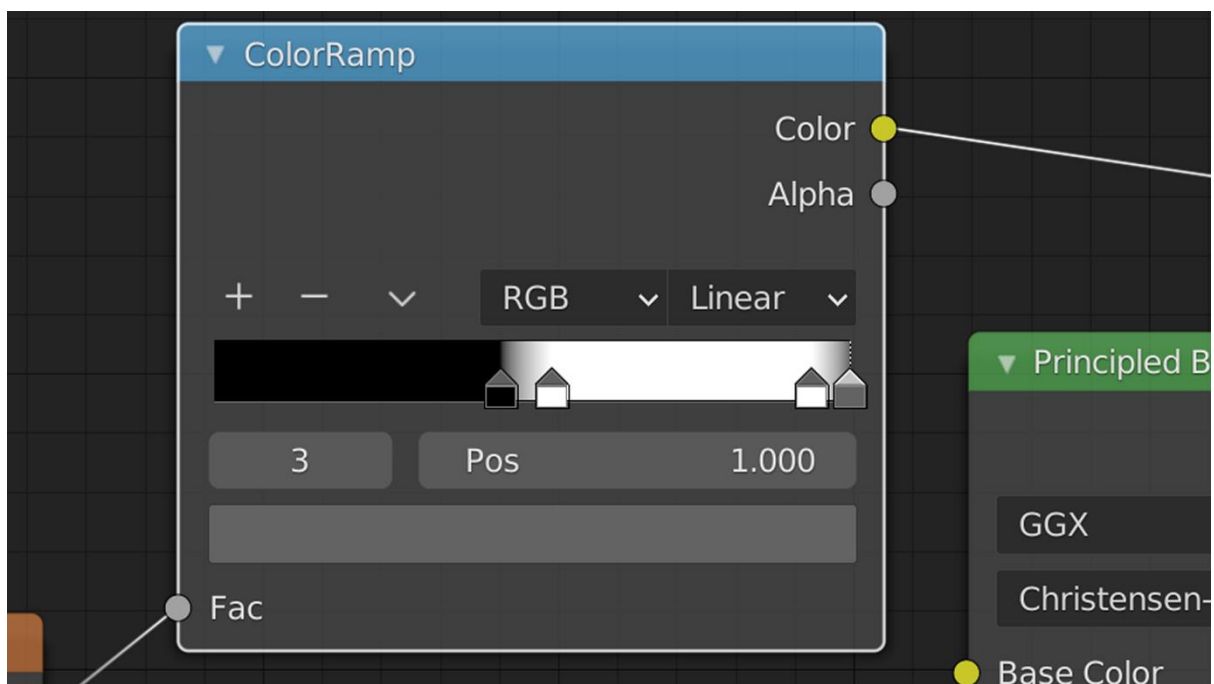 ColorRamp
Color
Alpha
RGB Linear
3 Pos 1.000
Fac
Principled B
GGX
Christensen-
Base Color